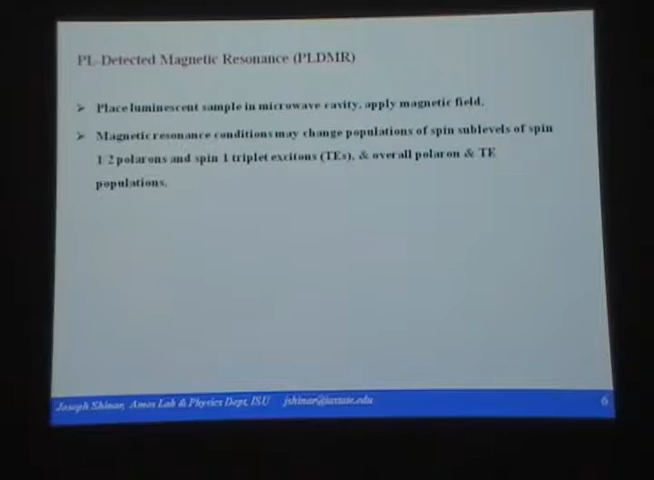 PL-Detected Magnetic Resonance (PLDMR)
➢ Place luminescent sample in microwave cavity, apply magnetic field.
➢ Magnetic resonance conditions may change populations of spin sublevels of spin
1 2 polarons and spin 1 triplet excitons (TEs), & overall polaron & TE
populations.
Joseph Shinar, Ames Lab & Physics Dept, ISU jshinar@iastate.edu 6